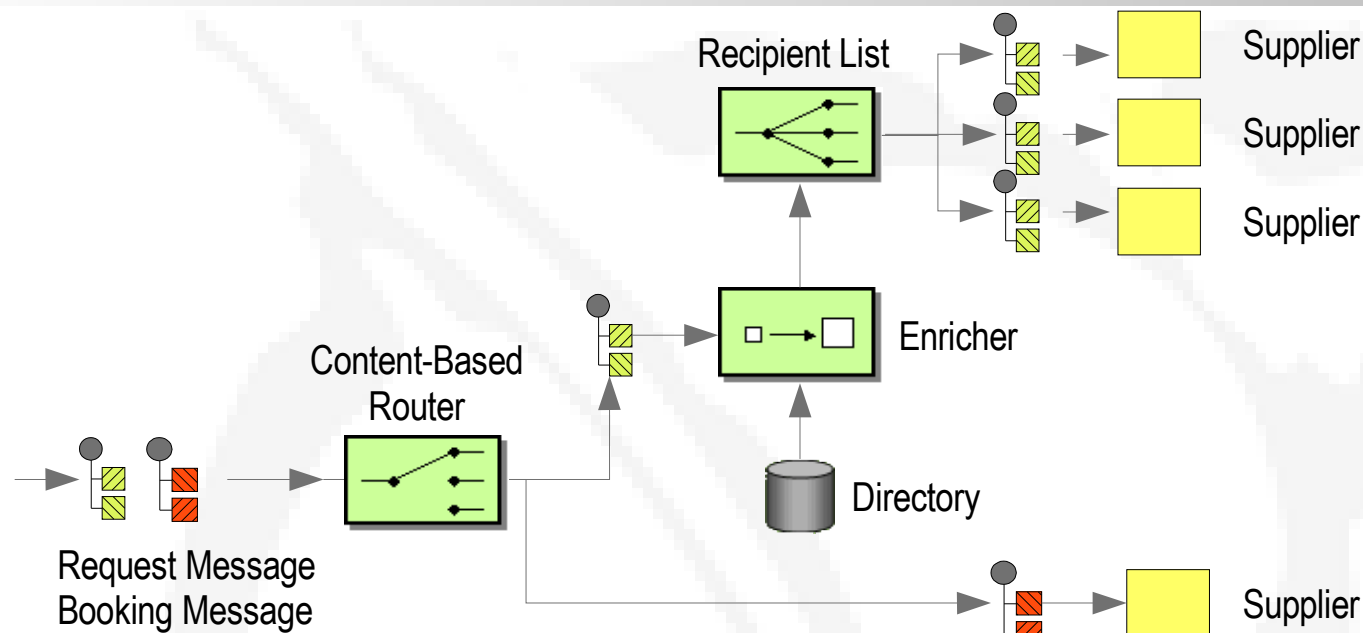 Recipient List
Supplier
Supplier
Supplier
Enricher
Content-Based
Router
Directory
Request Message
Booking Message
Supplier